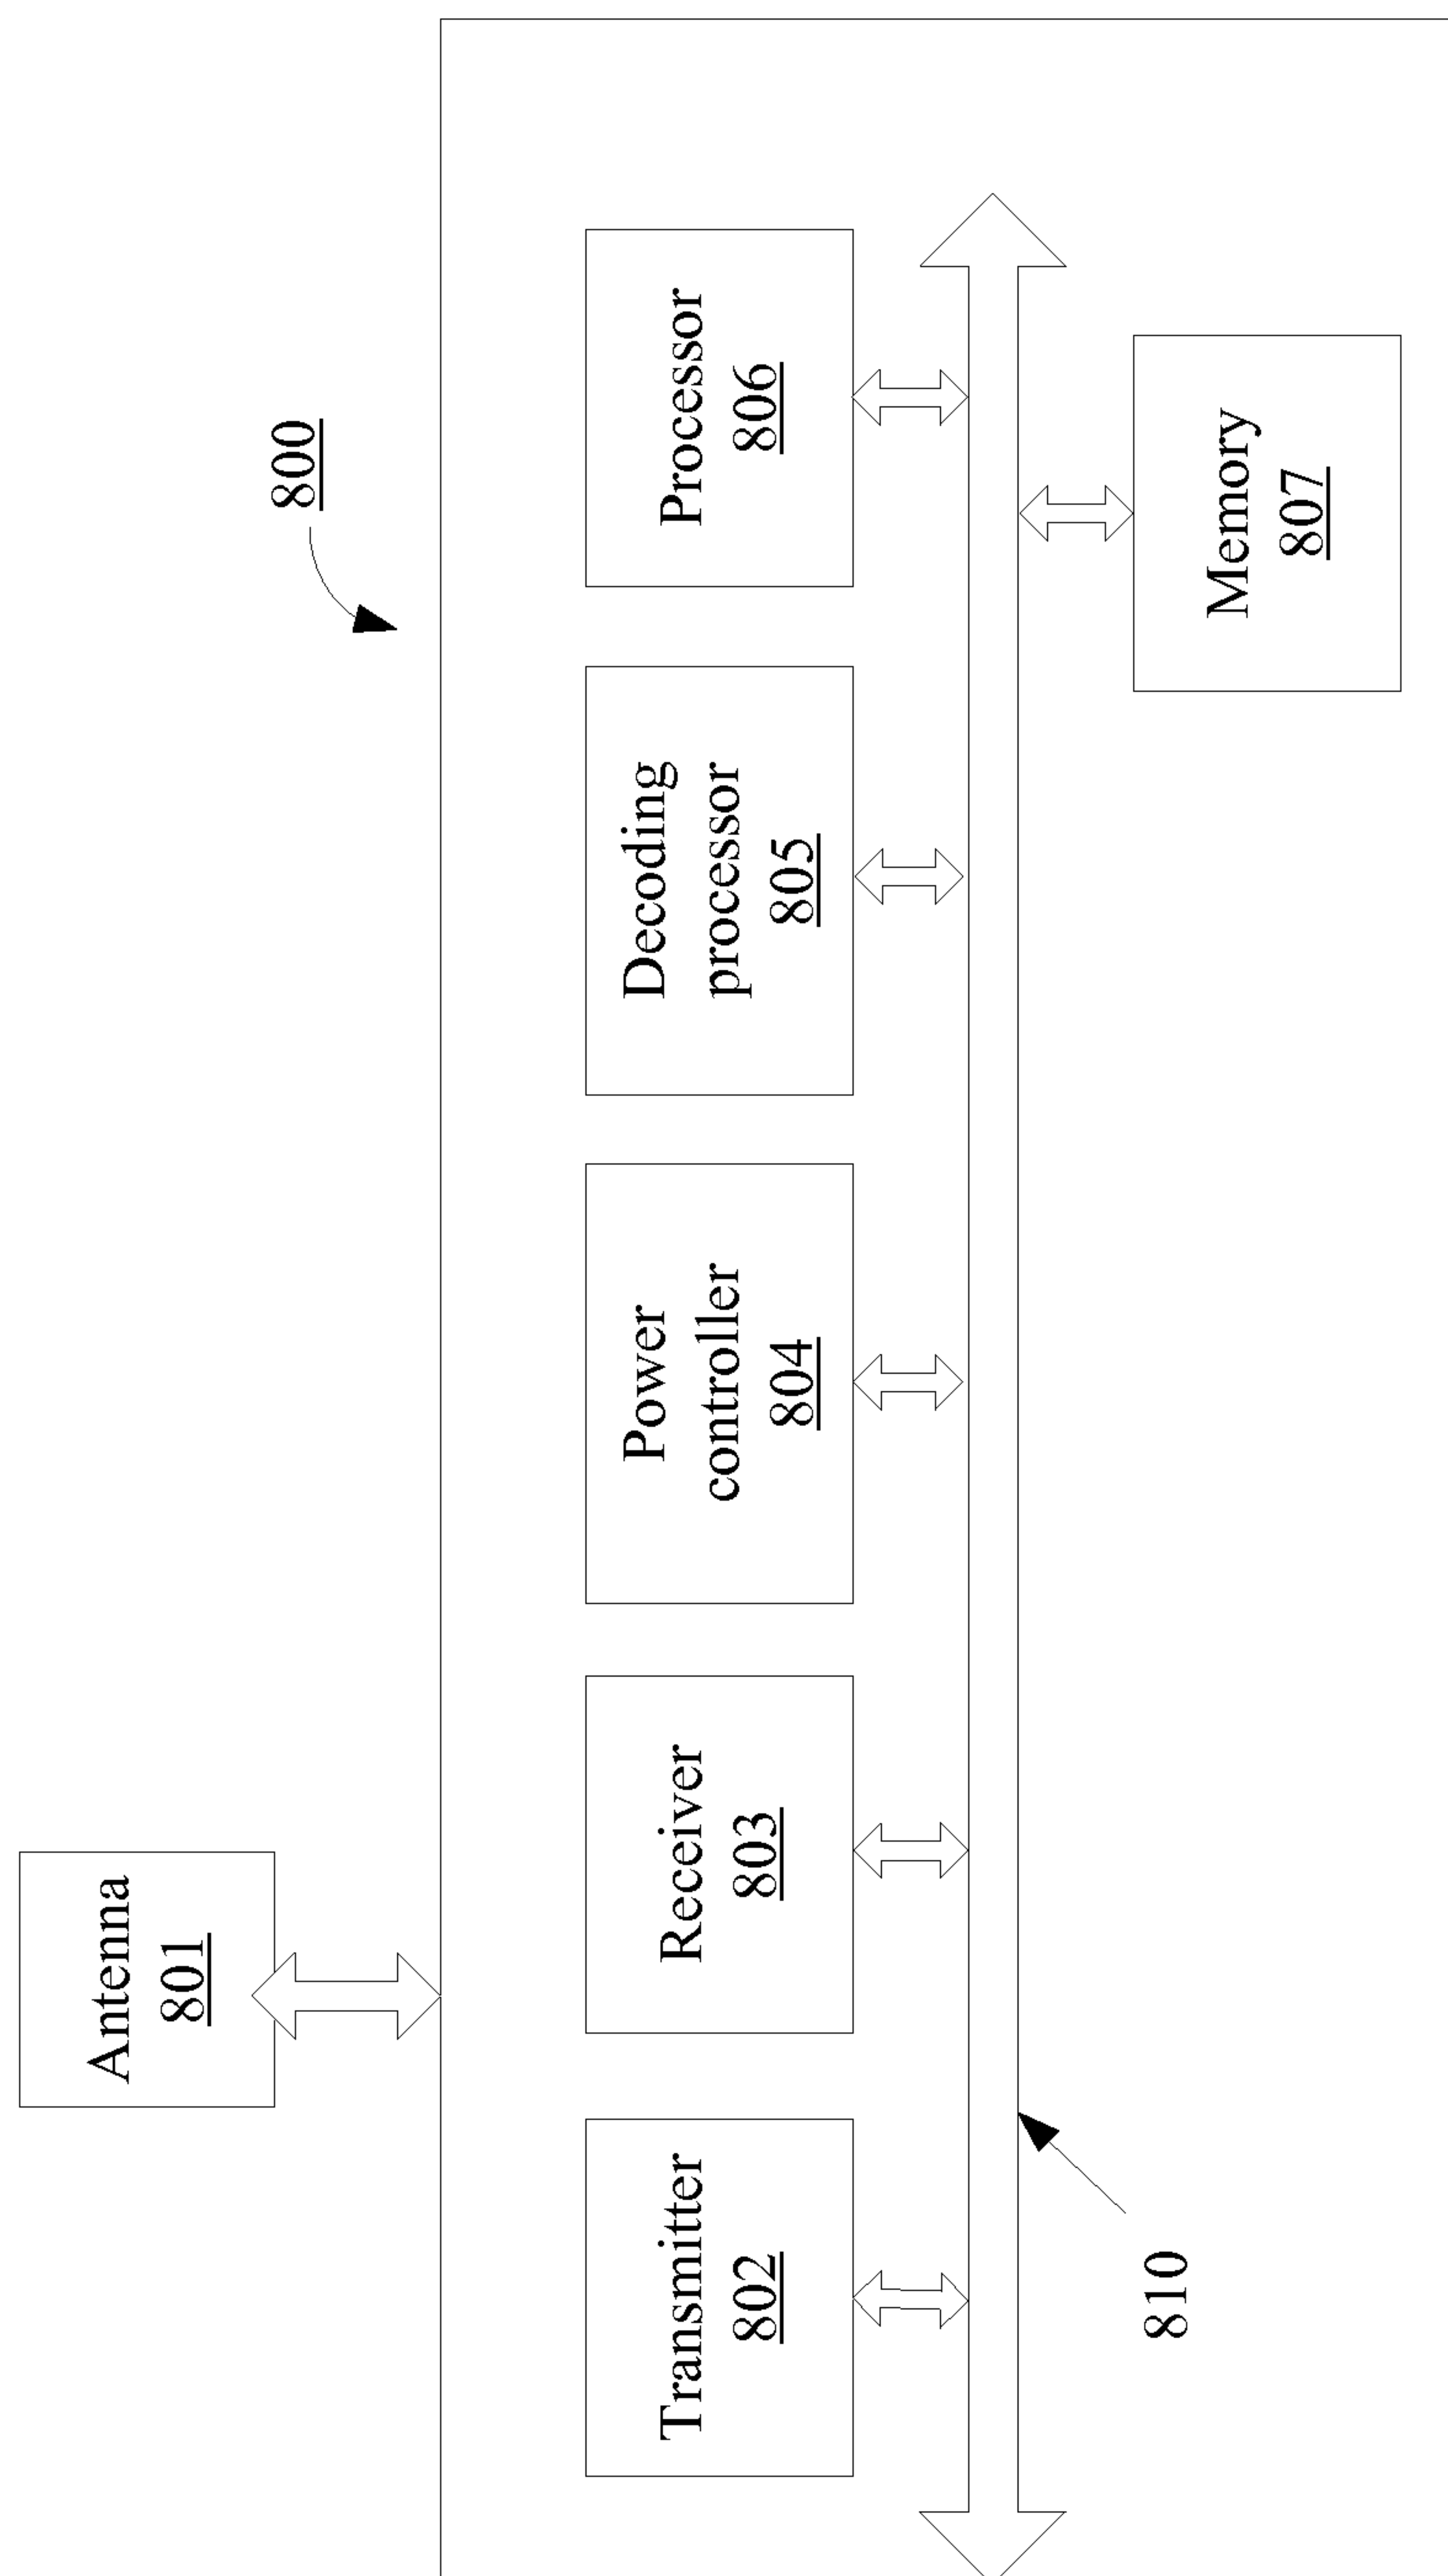 Antenna
801
800
Transmitter
802
Receiver
803
Power
controller
804
Decoding
processor
805
Processor
806
810
Memory
807